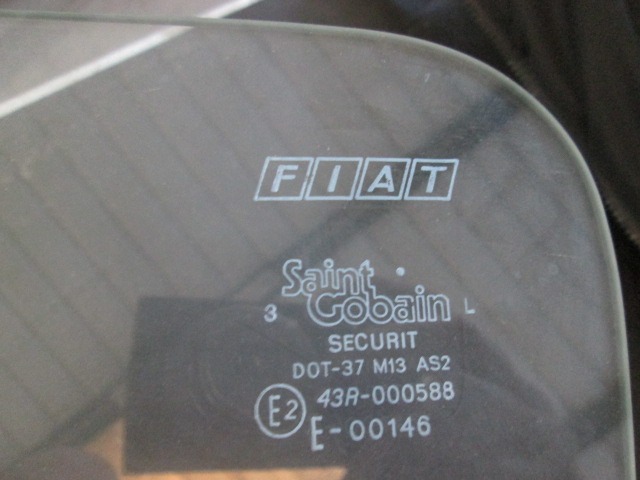 FIAT
Saint
3 Gobain L
SECURIT
DOT-37 M13 AS2
E2 43R-000588
E-00146